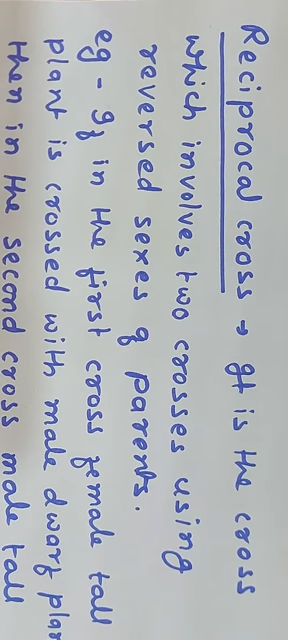 Reciprocal cross → It is the cross
which involves two crosses using
reversed sexes of parents.
eg - If in the first cross female tall
plant is crossed with male dwarf plan
then in the second cross male tall